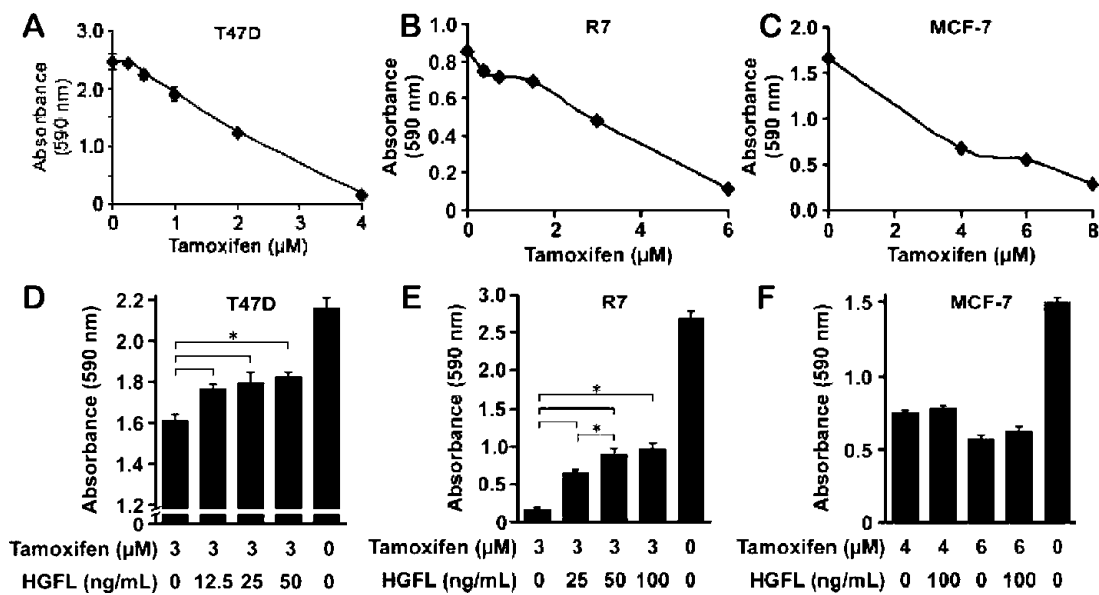 A
T47D
3.0
2.0
1.0
0
Absorbance
(590 nm)
0 1 2 3 4
Tamoxifen (µM)
B
R7
1.0
0.8
0.6
0.4
0.2
0
Absorbance
(590 nm)
0 2 4 6
Tamoxifen (µM)
C
MCF-7
2.0
1.5
1.0
0.5
0.0
Absorbance
(590 nm)
0 2 4 6 8
Tamoxifen (µM)
D
T47D
2.2
2.0
1.8
1.6
1.4
1.2
0
Absorbance (590 nm)
*
Tamoxifen (µM) 3 3 3 3 0
HGFL (ng/mL) 0 12.5 25 50 0
E
R7
3.0
2.5
2.0
1.5
1.0
0.5
0
Absorbance (590 nm)
*
*
Tamoxifen (µM) 3 3 3 3 0
HGFL (ng/mL) 0 25 50 100 0
F
MCF-7
1.5
1.0
0.5
0
Absorbance (590 nm)
Tamoxifen (µM) 4 4 6 6 0
HGFL (ng/mL) 0 100 0 100 0